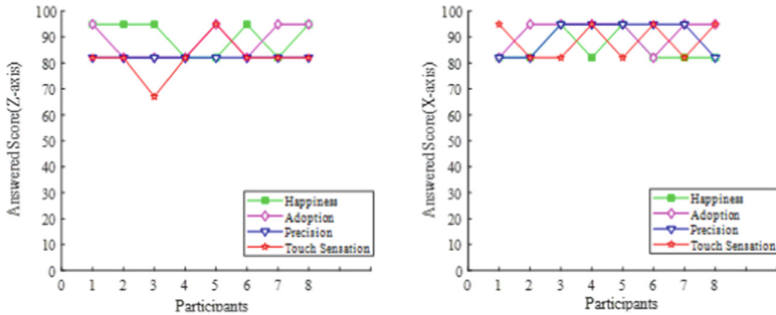 100
90
80
70
60
50
40
30
20
10
0
Answered Score(Z-axis)
0 1 2 3 4 5 6 7 8
Participants
Happiness
Adoption
Precision
Touch Sensation
100
90
80
70
60
50
40
30
20
10
0
Answered Score(X-axis)
0 1 2 3 4 5 6 7 8
Participants
Happiness
Adoption
Precision
Touch Sensation